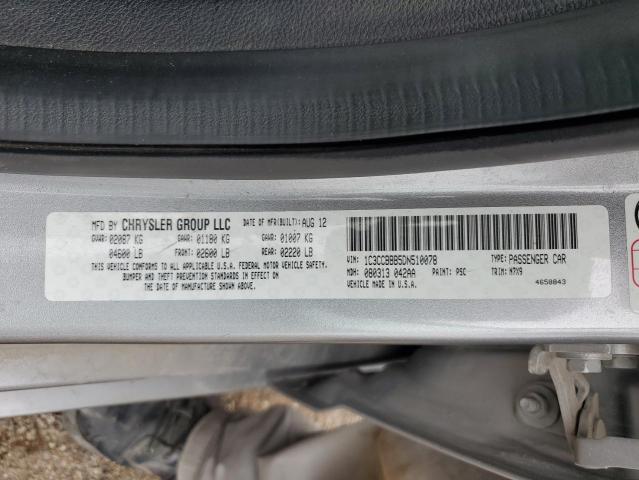 MFD BY CHRYSLER GROUP LLC DATE OF MFR(BUILT): AUG 12
GVWR: 02087 KG GAWR: 01180 KG GAWR: 01007 KG
04600 LB FRONT: 02600 LB REAR: 02220 LB
THIS VEHICLE CONFORMS TO ALL APPLICABLE U.S.A. FEDERAL MOTOR VEHICLE SAFETY,
BUMPER AND THEFT PREVENTION STANDARDS IN EFFECT ON
THE DATE OF MANUFACTURE SHOWN ABOVE.
VIN: 1C3CCBBB5DN510078 TYPE: PASSENGER CAR
MDH: 080313 042AA PAINT: PSC TRIM: M7X9
VEHICLE MADE IN U.S.A.
4658843